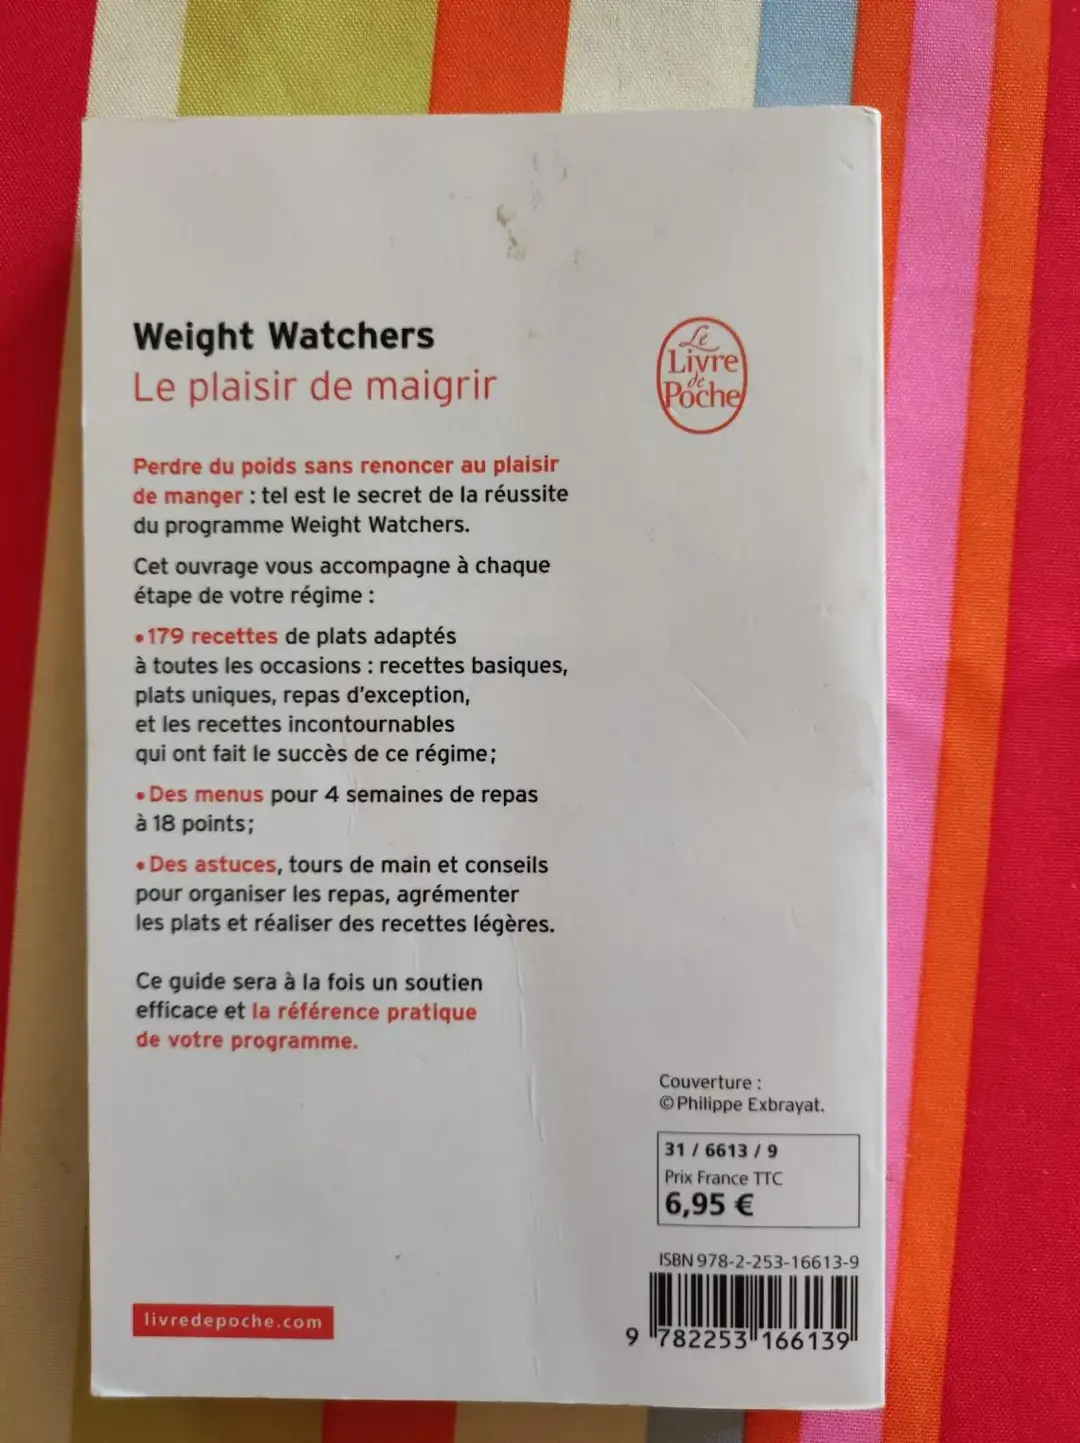 Weight Watchers
Le plaisir de maigrir
Le
Livre
de
Poche
Perdre du poids sans renoncer au plaisir
de manger : tel est le secret de la réussite
du programme Weight Watchers.
Cet ouvrage vous accompagne à chaque
étape de votre régime :
•179 recettes de plats adaptés
à toutes les occasions : recettes basiques,
plats uniques, repas d'exception,
et les recettes incontournables
qui ont fait le succès de ce régime;
•Des menus pour 4 semaines de repas
à 18 points;
•Des astuces, tours de main et conseils
pour organiser les repas, agrémenter
les plats et réaliser des recettes légères.
Ce guide sera à la fois un soutien
efficace et la référence pratique
de votre programme.
Couverture :
© Philippe Exbrayat.
31 / 6613 / 9
Prix France TTC
6,95 €
ISBN 978-2-253-16613-9
9 782253 166139
livredepoche.com